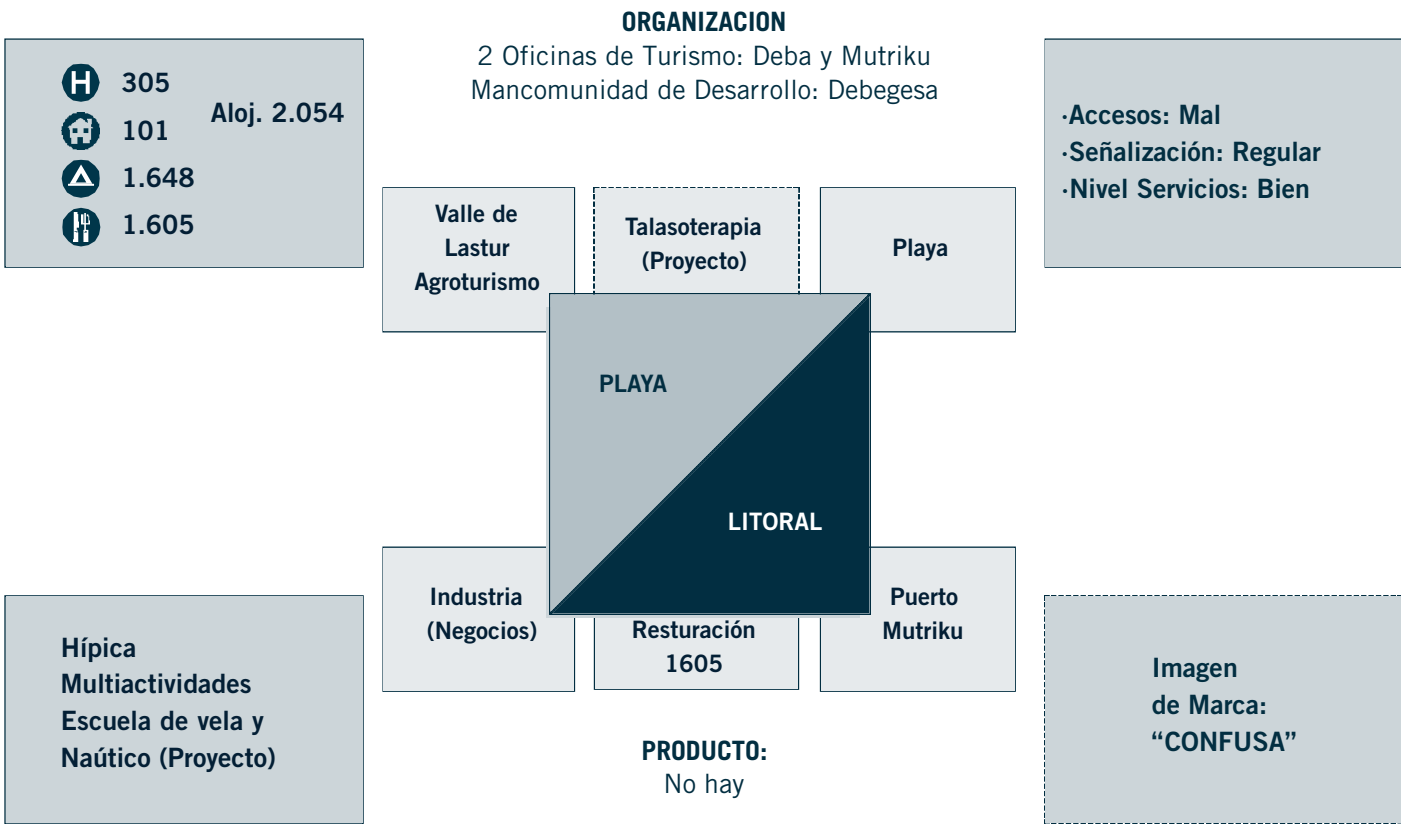 ORGANIZACION
2 Oficinas de Turismo: Deba y Mutriku
Mancomunidad de Desarrollo: Debegesa
H 305
101
Aloj. 2.054
1.648
1.605
·Accesos: Mal
·Señalización: Regular
·Nivel Servicios: Bien
Valle de
Lastur
Agroturismo
Talasoterapia
(Proyecto)
Playa
PLAYA
LITORAL
Industria
(Negocios)
Resturación
1605
Puerto
Mutriku
Hípica
Multiactividades
Escuela de vela y
Naútico (Proyecto)
PRODUCTO:
No hay
Imagen
de Marca:
“CONFUSA”